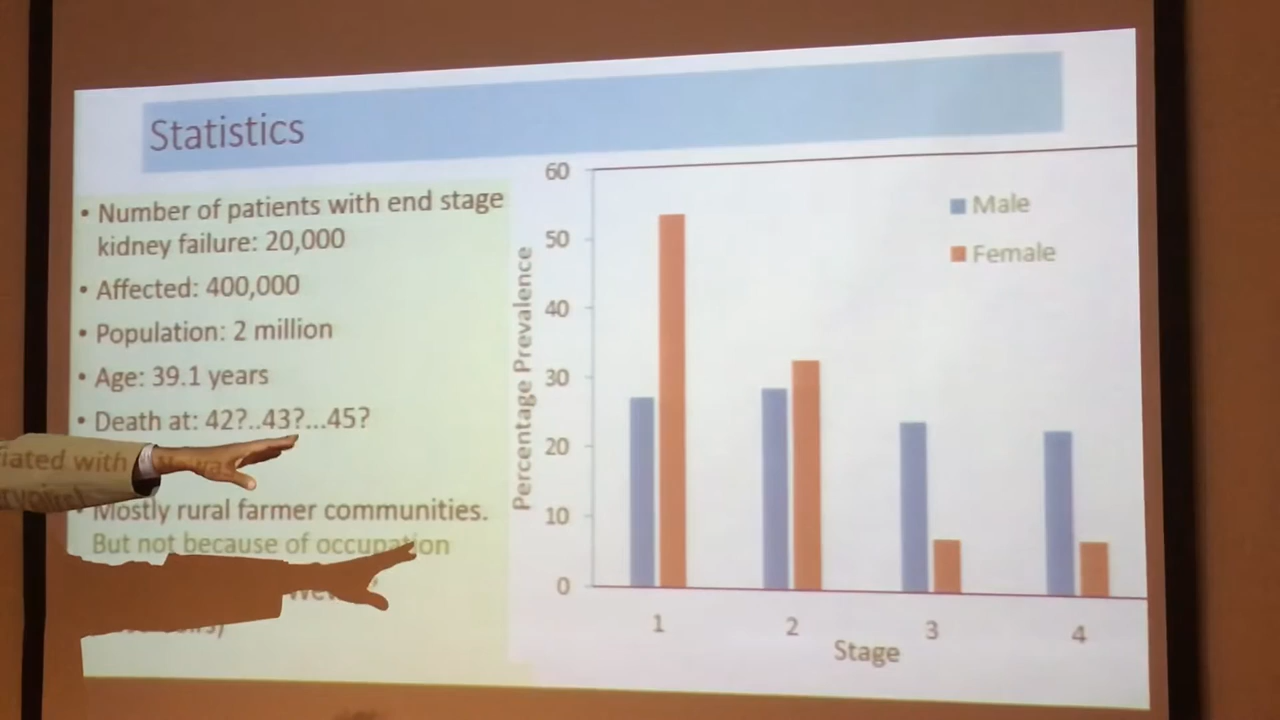 Statistics
• Number of patients with end stage
kidney failure: 20,000
• Affected: 400,000
• Population: 2 million
• Age: 39.1 years
• Death at: 42?..43?...45?
iated with
Mostly rural farmer communities.
But not because of occupation
60
50
40
30
20
10
0
Percentage Prevalence
Male
Female
1 2 3 4
Stage